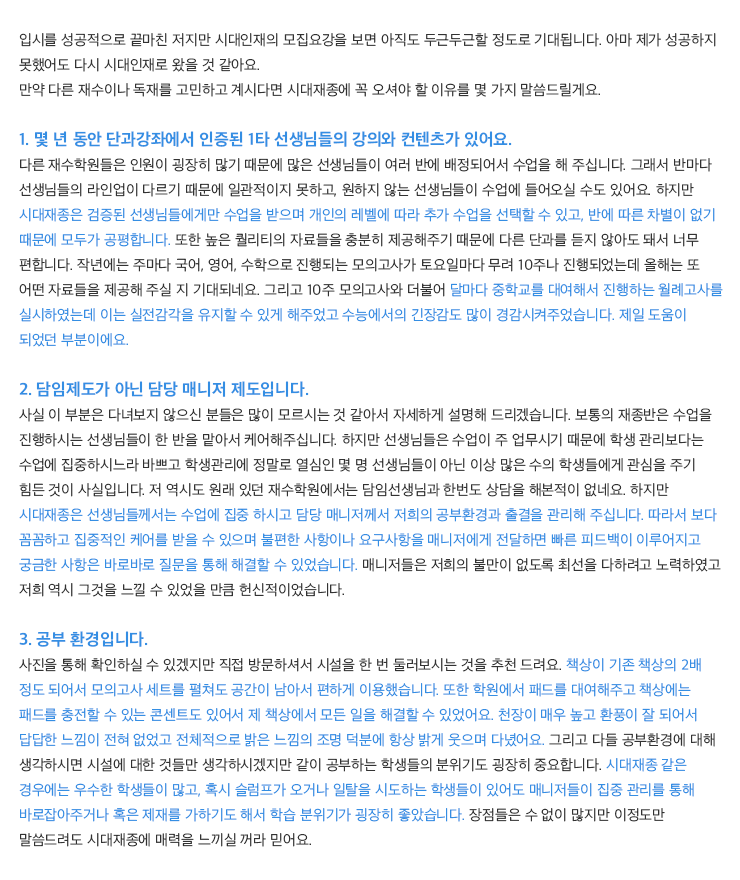 입시를 성공적으로 끝마친 저지만 시대인재의 모집요강을 보면 아직도 두근두근할 정도로 기대됩니다. 아마 제가 성공하지
못했어도 다시 시대인재로 왔을 것 같아요.
만약 다른 재수이나 독재를 고민하고 계시다면 시대재종에 꼭 오셔야 할 이유를 몇 가지 말씀드릴게요.
1. 몇 년 동안 단과강좌에서 인증된 1타 선생님들의 강의와 컨텐츠가 있어요.
다른 재수학원들은 인원이 굉장히 많기 때문에 많은 선생님들이 여러 반에 배정되어서 수업을 해 주십니다. 그래서 반마다
선생님들의 라인업이 다르기 때문에 일관적이지 못하고, 원하지 않는 선생님들이 수업에 들어오실 수도 있어요. 하지만
시대재종은 검증된 선생님들에게만 수업을 받으며 개인의 레벨에 따라 추가 수업을 선택할 수 있고, 반에 따른 차별이 없기
때문에 모두가 공평합니다. 또한 높은 퀄리티의 자료들을 충분히 제공해주기 때문에 다른 단과를 듣지 않아도 돼서 너무
편합니다. 작년에는 주마다 국어, 영어, 수학으로 진행되는 모의고사가 토요일마다 무려 10주나 진행되었는데 올해는 또
어떤 자료들을 제공해 주실 지 기대되네요. 그리고 10주 모의고사와 더불어 달마다 중학교를 대여해서 진행하는 월례고사를
실시하였는데 이는 실전감각을 유지할 수 있게 해주었고 수능에서의 긴장감도 많이 경감시켜주었습니다. 제일 도움이
되었던 부분이에요.
2. 담임제도가 아닌 담당 매니저 제도입니다.
사실 이 부분은 다녀보지 않으신 분들은 많이 모르시는 것 같아서 자세하게 설명해 드리겠습니다. 보통의 재종반은 수업을
진행하시는 선생님들이 한 반을 맡아서 케어해주십니다. 하지만 선생님들은 수업이 주 업무시기 때문에 학생 관리보다는
수업에 집중하시느라 바쁘고 학생관리에 정말로 열심인 몇 명 선생님들이 아닌 이상 많은 수의 학생들에게 관심을 주기
힘든 것이 사실입니다. 저 역시도 원래 있던 재수학원에서는 담임선생님과 한번도 상담을 해본적이 없네요. 하지만
시대재종은 선생님들께서는 수업에 집중 하시고 담당 매니저께서 저희의 공부환경과 출결을 관리해 주십니다. 따라서 보다
꼼꼼하고 집중적인 케어를 받을 수 있으며 불편한 사항이나 요구사항을 매니저에게 전달하면 빠른 피드백이 이루어지고
궁금한 사항은 바로바로 질문을 통해 해결할 수 있었습니다. 매니저들은 저희의 불만이 없도록 최선을 다하려고 노력하였고
저희 역시 그것을 느낄 수 있었을 만큼 헌신적이었습니다.
3. 공부 환경입니다.
사진을 통해 확인하실 수 있겠지만 직접 방문하셔서 시설을 한 번 둘러보시는 것을 추천 드려요. 책상이 기존 책상의 2배
정도 되어서 모의고사 세트를 펼쳐도 공간이 남아서 편하게 이용했습니다. 또한 학원에서 패드를 대여해주고 책상에는
패드를 충전할 수 있는 콘센트도 있어서 제 책상에서 모든 일을 해결할 수 있었어요. 천장이 매우 높고 환풍이 잘 되어서
답답한 느낌이 전혀 없었고 전체적으로 밝은 느낌의 조명 덕분에 항상 밝게 웃으며 다녔어요. 그리고 다들 공부환경에 대해
생각하시면 시설에 대한 것들만 생각하시겠지만 같이 공부하는 학생들의 분위기도 굉장히 중요합니다. 시대재종 같은
경우에는 우수한 학생들이 많고, 혹시 슬럼프가 오거나 일탈을 시도하는 학생들이 있어도 매니저들이 집중 관리를 통해
바로잡아주거나 혹은 제재를 가하기도 해서 학습 분위기가 굉장히 좋았습니다. 장점들은 수 없이 많지만 이정도만
말씀드려도 시대재종에 매력을 느끼실 꺼라 믿어요.